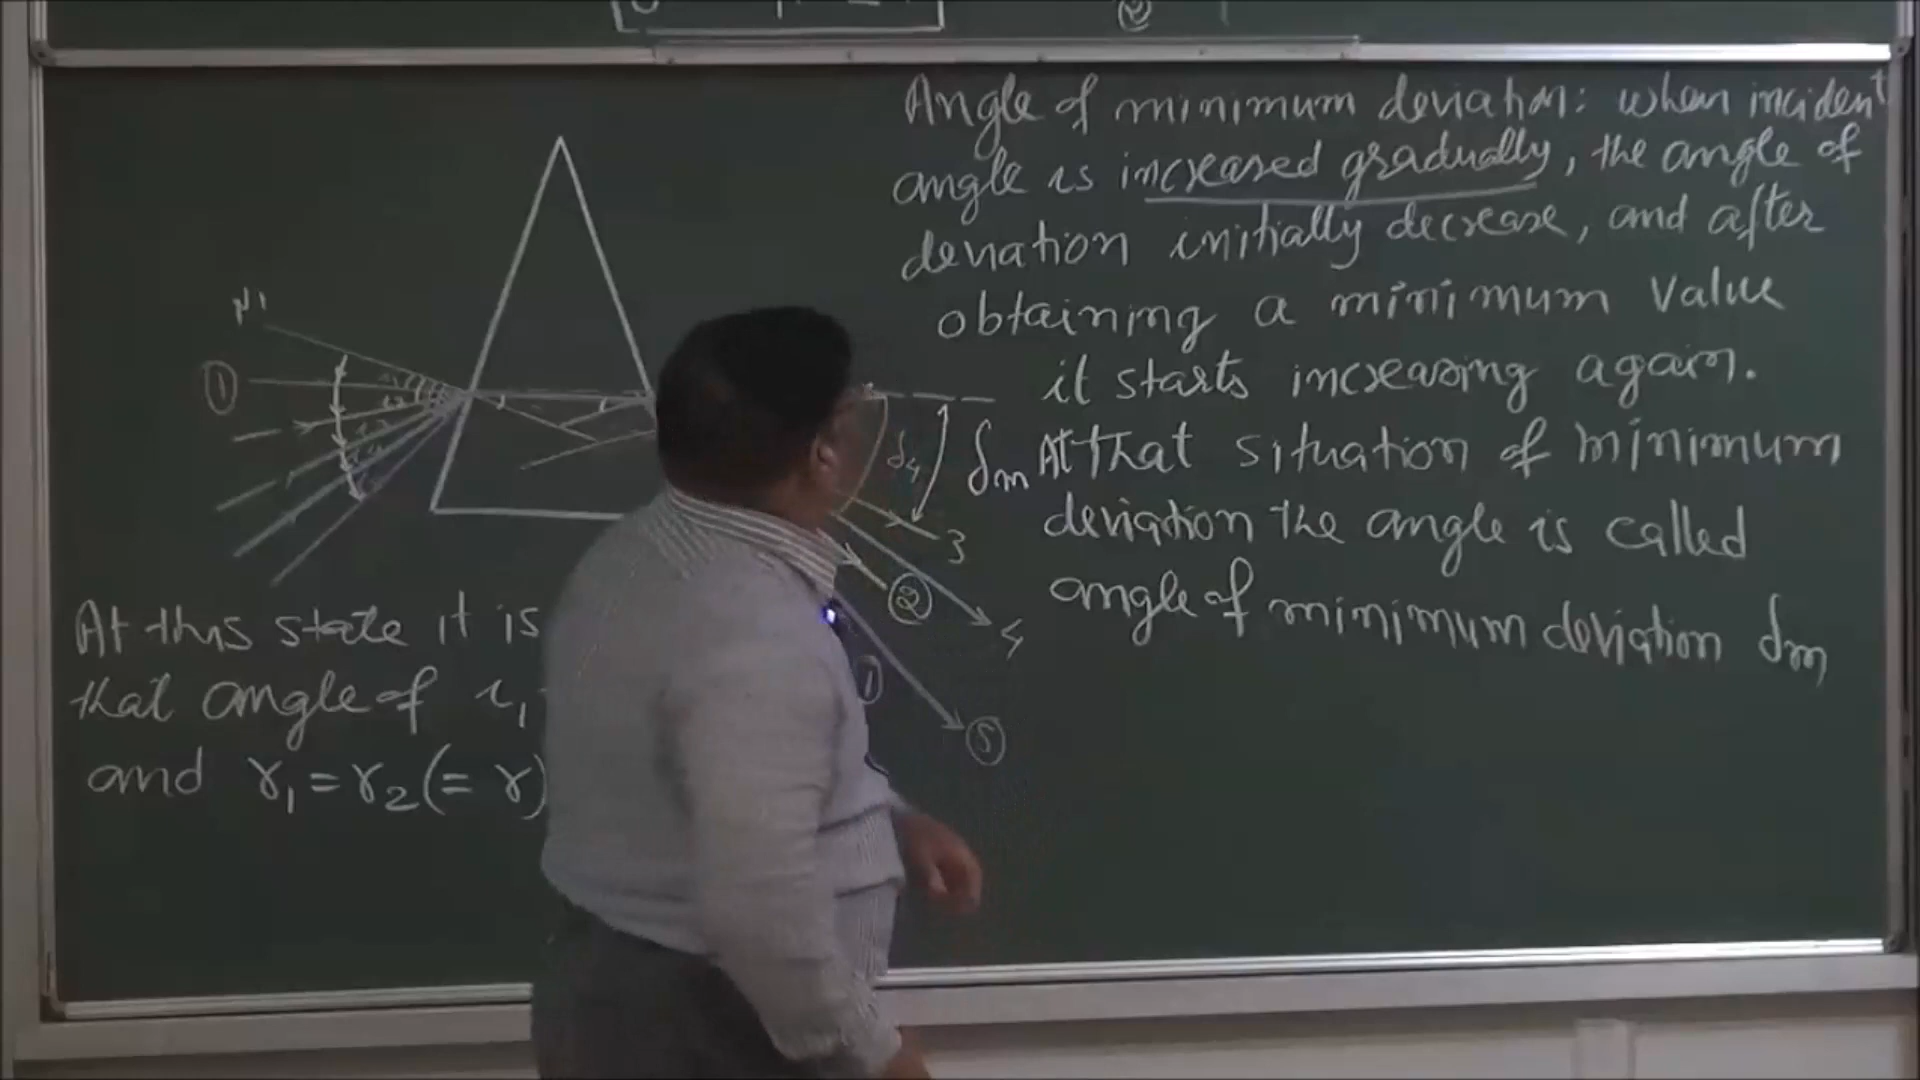 Angle of minimum deviation: when incident
angle is increased gradually, the angle of
deviation initially decrease, and after
obtaining a minimum value
it starts increasing again.
At that situation of minimum
deviation the angle is called
angle of minimum deviation δm
N1
①
δ4
δm
3
②
4
①
⑤
At this state it is
that angle of i₁
and r₁ = r₂ (= r)